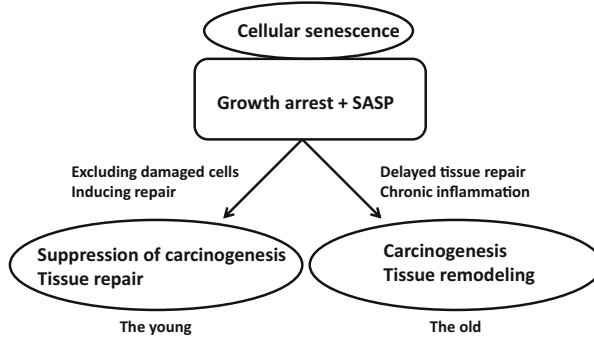 Cellular senescence
Growth arrest + SASP
Excluding damaged cells
Inducing repair
Delayed tissue repair
Chronic inflammation
Suppression of carcinogenesis
Tissue repair
Carcinogenesis
Tissue remodeling
The young
The old